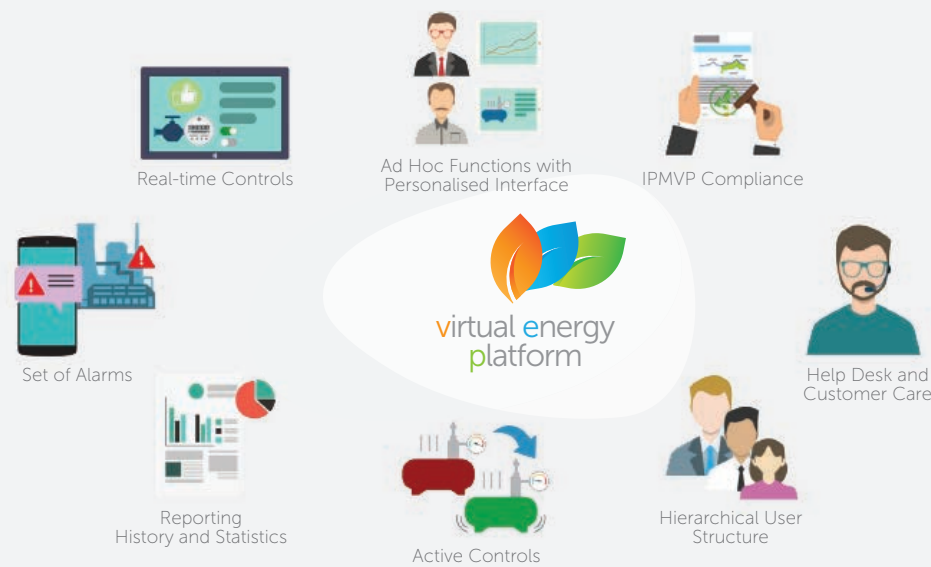 Ad Hoc Functions with
Personalised Interface
Real-time Controls
IPMVP Compliance
virtual energy
platform
Set of Alarms
Help Desk and
Customer Care
Reporting
History and Statistics
Hierarchical User
Structure
Active Controls